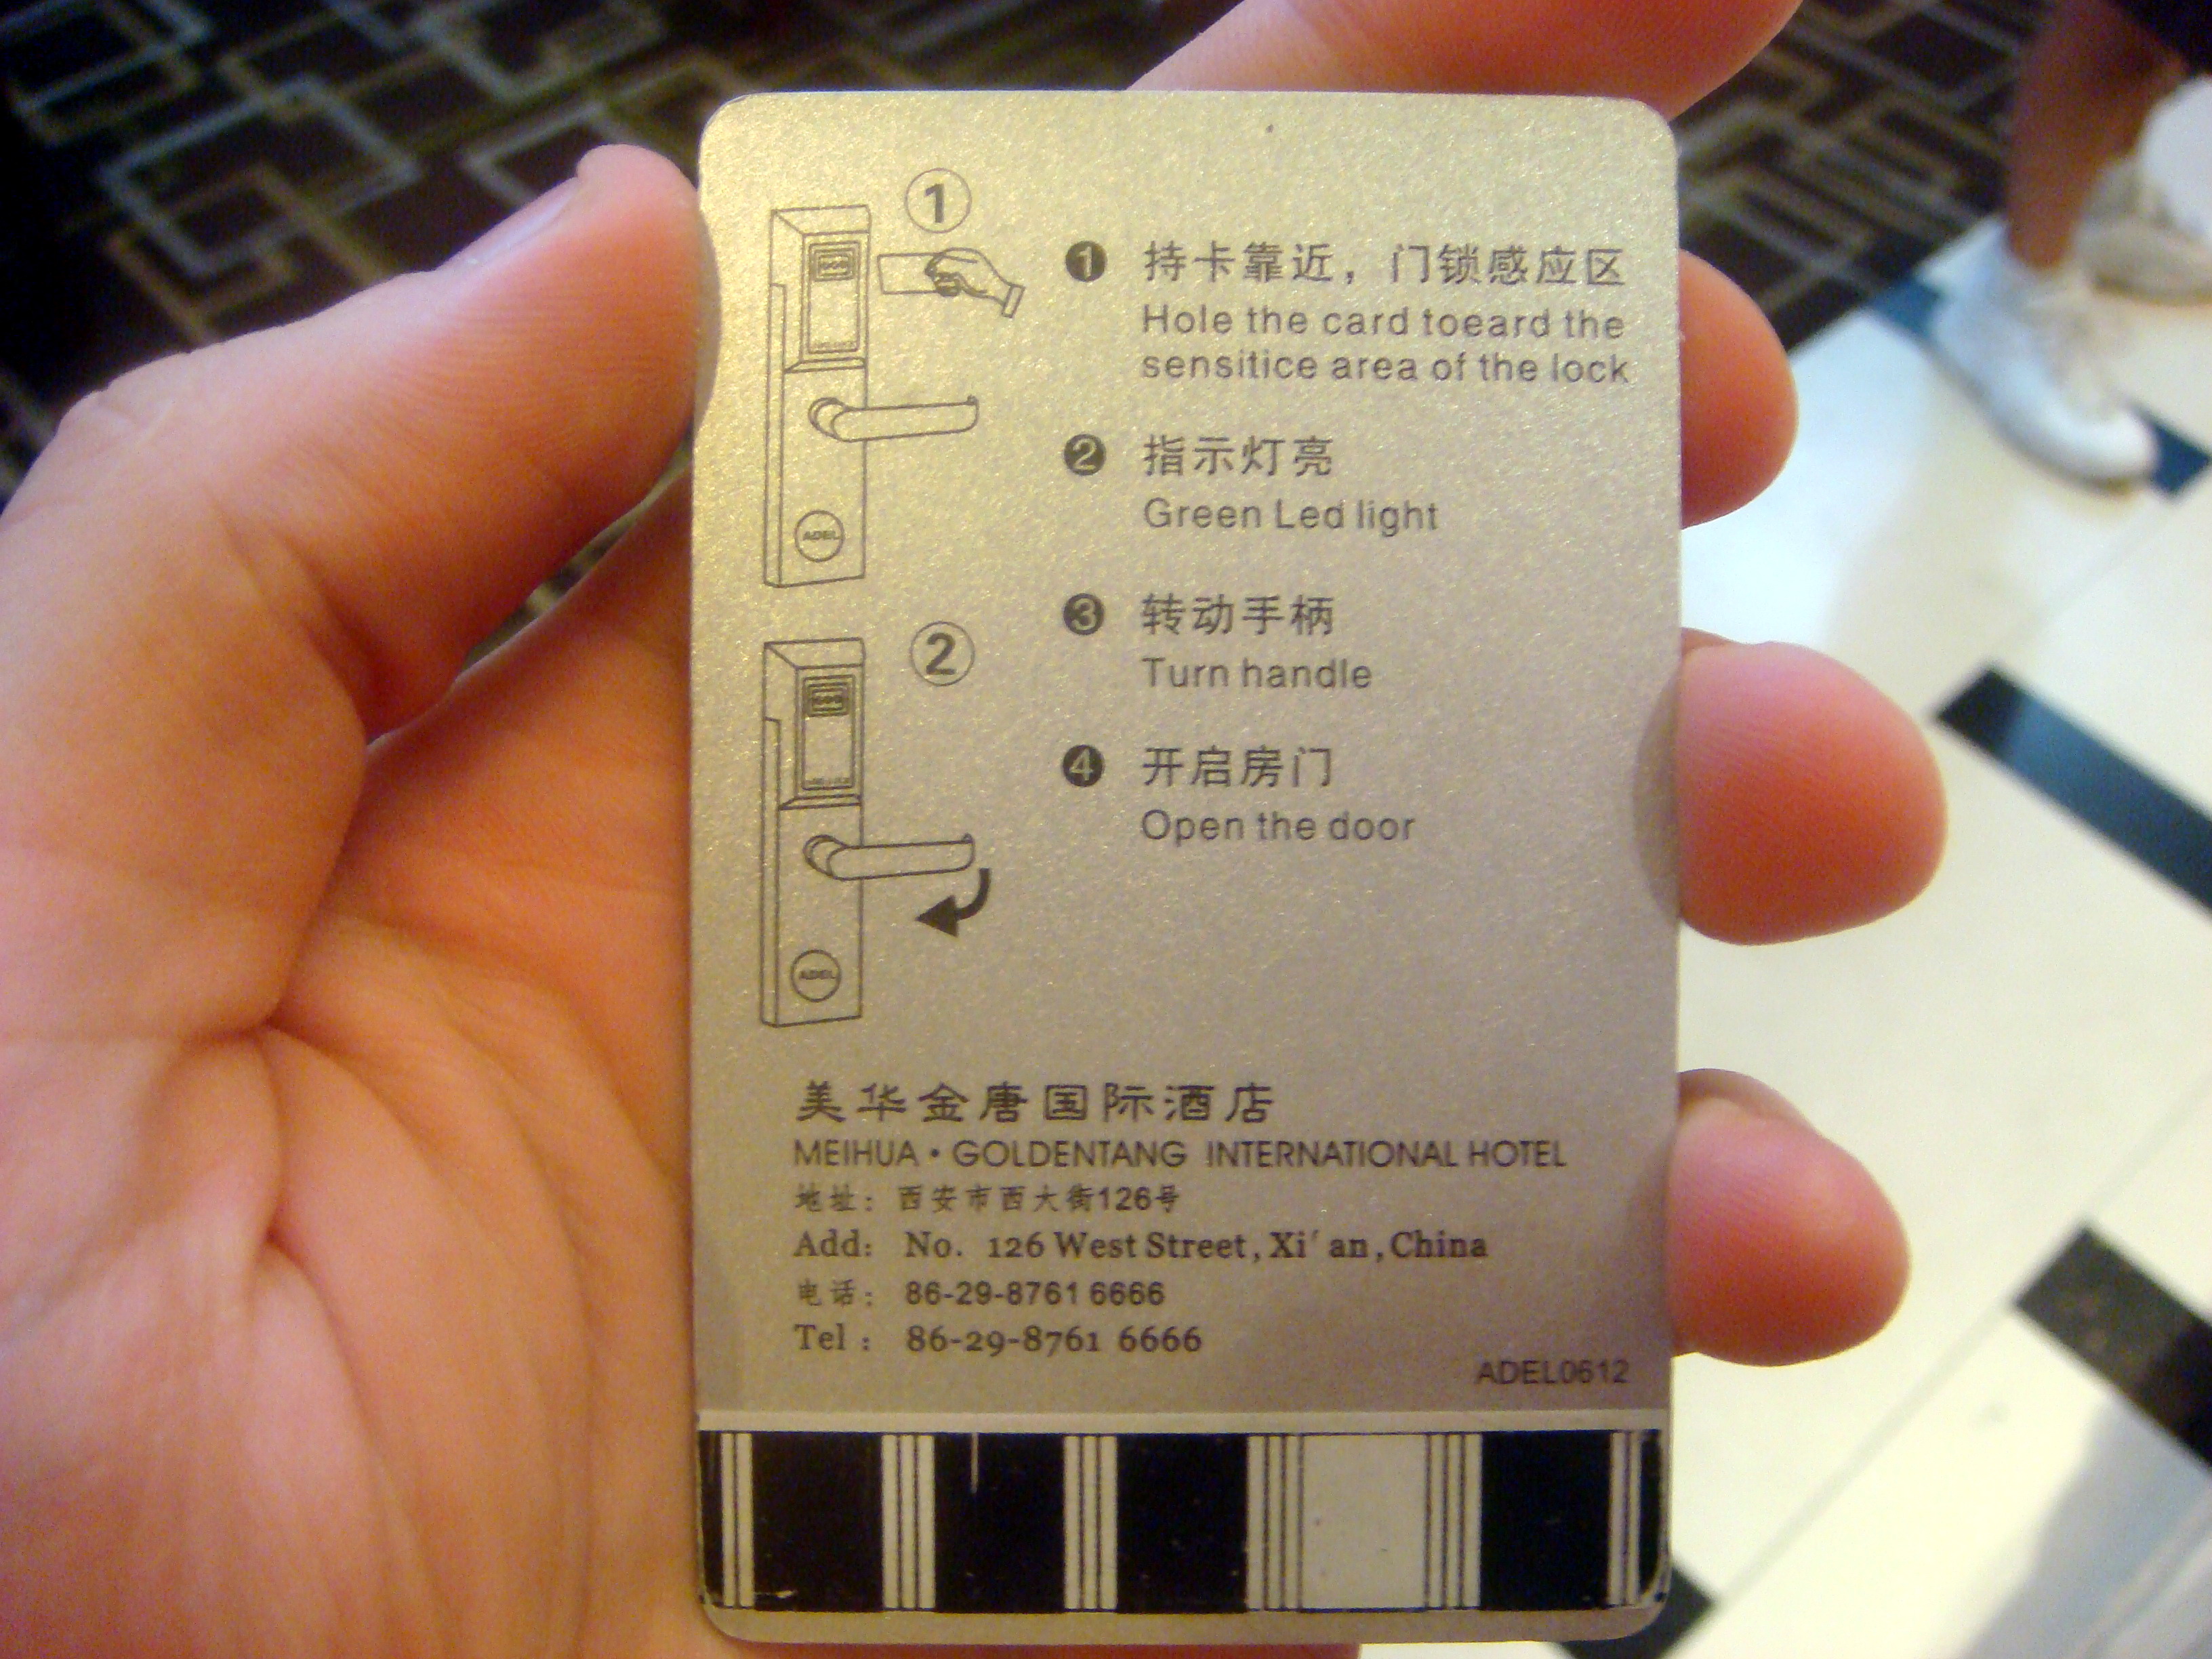 ①
ADEL
②
ADEL
❶ 持卡靠近，门锁感应区
Hole the card toeard the
sensitice area of the lock
❷ 指示灯亮
Green Led light
❸ 转动手柄
Turn handle
❹ 开启房门
Open the door
美华金唐国际酒店
MEIHUA·GOLDENTANG INTERNATIONAL HOTEL
地址：西安市西大街126号
Add: No. 126 West Street, Xi'an, China
电话：86-29-8761 6666
Tel : 86-29-8761 6666
ADEL0612